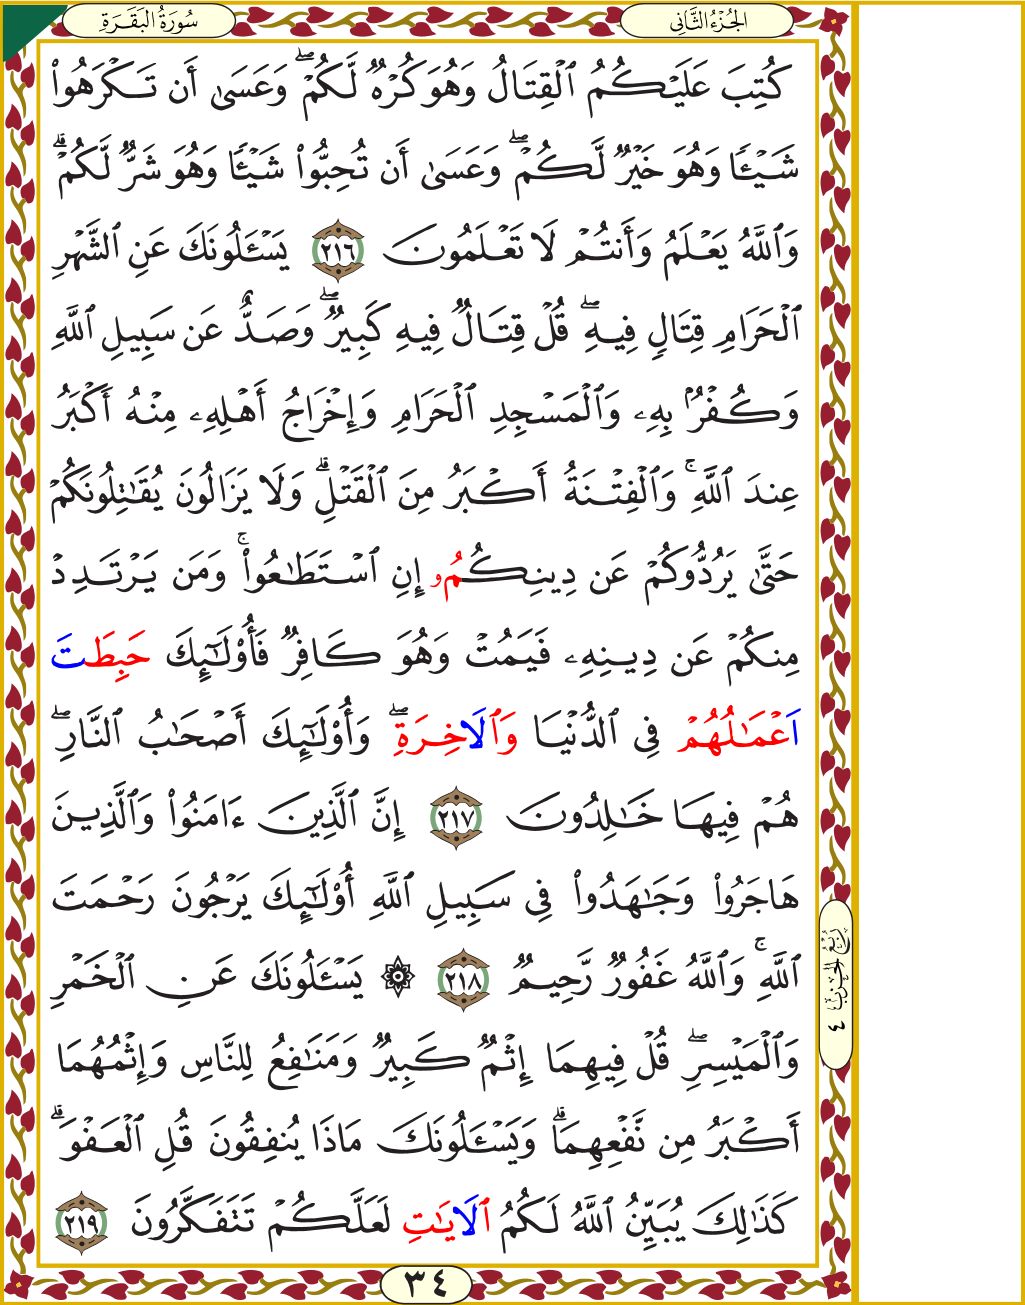 الجُزْءُ الثَّانِي
سُورَةُ البَقَرَةِ
كُتِبَ عَلَيْكُمُ ٱلْقِتَالُ وَهُوَ كُرْهٌ لَّكُمْ ۖ وَعَسَىٰ أَن تَكْرَهُوا۟
شَيْـًٔا وَهُوَ خَيْرٌ لَّكُمْ ۖ وَعَسَىٰ أَن تُحِبُّوا۟ شَيْـًٔا وَهُوَ شَرٌّ لَّكُمْ ۗ
وَٱللَّهُ يَعْلَمُ وَأَنتُمْ لَا تَعْلَمُونَ ٢١٦ يَسْـَٔلُونَكَ عَنِ ٱلشَّهْرِ
ٱلْحَرَامِ قِتَالٍ فِيهِ ۖ قُلْ قِتَالٌ فِيهِ كَبِيرٌ ۖ وَصَدٌّ عَن سَبِيلِ ٱللَّهِ
وَكُفْرٌۢ بِهِۦ وَٱلْمَسْجِدِ ٱلْحَرَامِ وَإِخْرَاجُ أَهْلِهِۦ مِنْهُ أَكْبَرُ
عِندَ ٱللَّهِ ۚ وَٱلْفِتْنَةُ أَكْبَرُ مِنَ ٱلْقَتْلِ ۗ وَلَا يَزَالُونَ يُقَـٰتِلُونَكُمْ
حَتَّىٰ يَرُدُّوكُمْ عَن دِينِكُمُۥ إِنِ ٱسْتَطَـٰعُوا۟ ۚ وَمَن يَرْتَدِدْ
مِنكُمْ عَن دِينِهِۦ فَيَمُتْ وَهُوَ كَافِرٌ فَأُو۟لَـٰٓئِكَ حَبِطَتَ
ٱعْمَـٰلُهُمْ فِى ٱلدُّنْيَا وَٱلَاخِرَةِ ۖ وَأُو۟لَـٰٓئِكَ أَصْحَـٰبُ ٱلنَّارِ ۖ
هُمْ فِيهَا خَـٰلِدُونَ ٢١٧ إِنَّ ٱلَّذِينَ ءَامَنُوا۟ وَٱلَّذِينَ
هَاجَرُوا۟ وَجَـٰهَدُوا۟ فِى سَبِيلِ ٱللَّهِ أُو۟لَـٰٓئِكَ يَرْجُونَ رَحْمَتَ
ٱللَّهِ ۚ وَٱللَّهُ غَفُورٌ رَّحِيمٌ ٢١٨ ۞ يَسْـَٔلُونَكَ عَنِ ٱلْخَمْرِ
وَٱلْمَيْسِرِ ۖ قُلْ فِيهِمَا إِثْمٌ كَبِيرٌ وَمَنَـٰفِعُ لِلنَّاسِ وَإِثْمُهُمَا
أَكْبَرُ مِن نَّفْعِهِمَا ۗ وَيَسْـَٔلُونَكَ مَاذَا يُنفِقُونَ قُلِ ٱلْعَفْوَ ۗ
كَذَٰلِكَ يُبَيِّنُ ٱللَّهُ لَكُمُ ٱلَايَـٰتِ لَعَلَّكُمْ تَتَفَكَّرُونَ ٢١٩
رُبْعُ الحِزْبِ ٤
٣٤